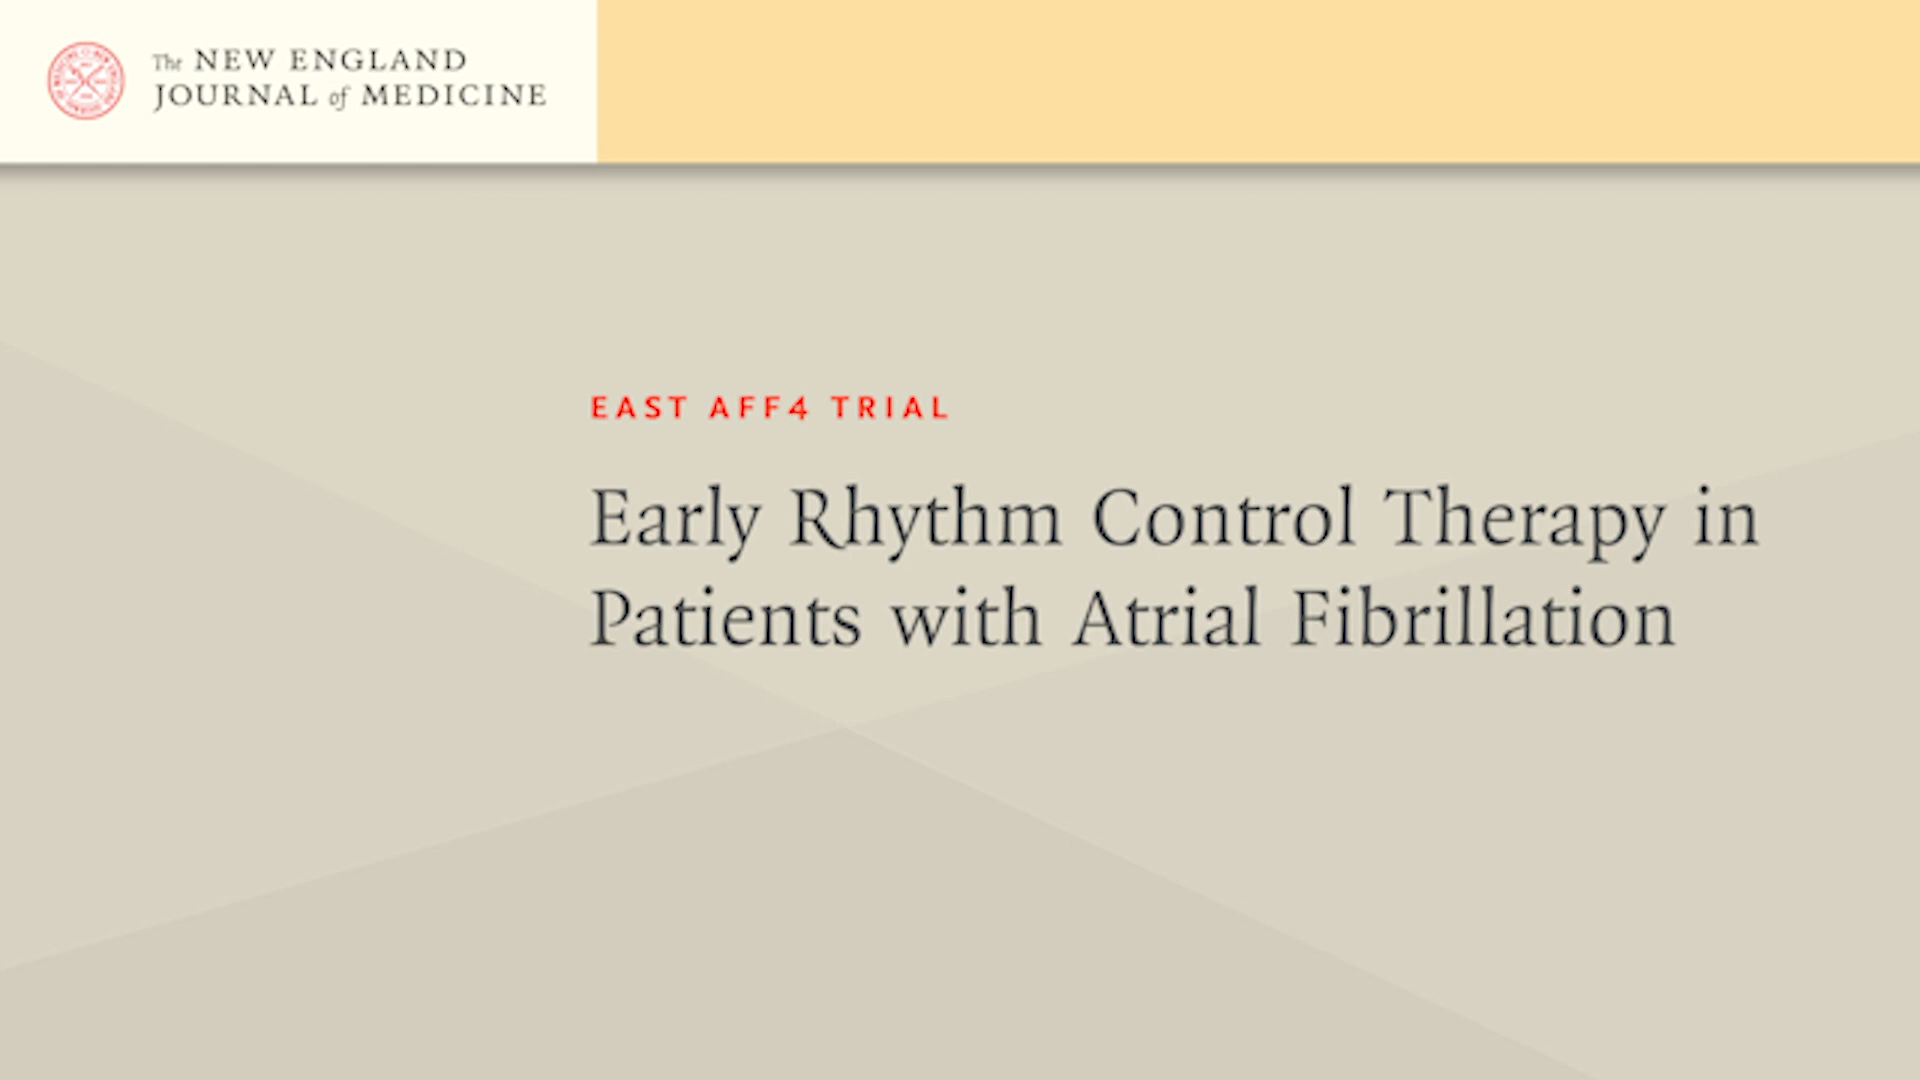 The NEW ENGLAND
JOURNAL of MEDICINE
EAST AFF4 TRIAL
Early Rhythm Control Therapy in
Patients with Atrial Fibrillation